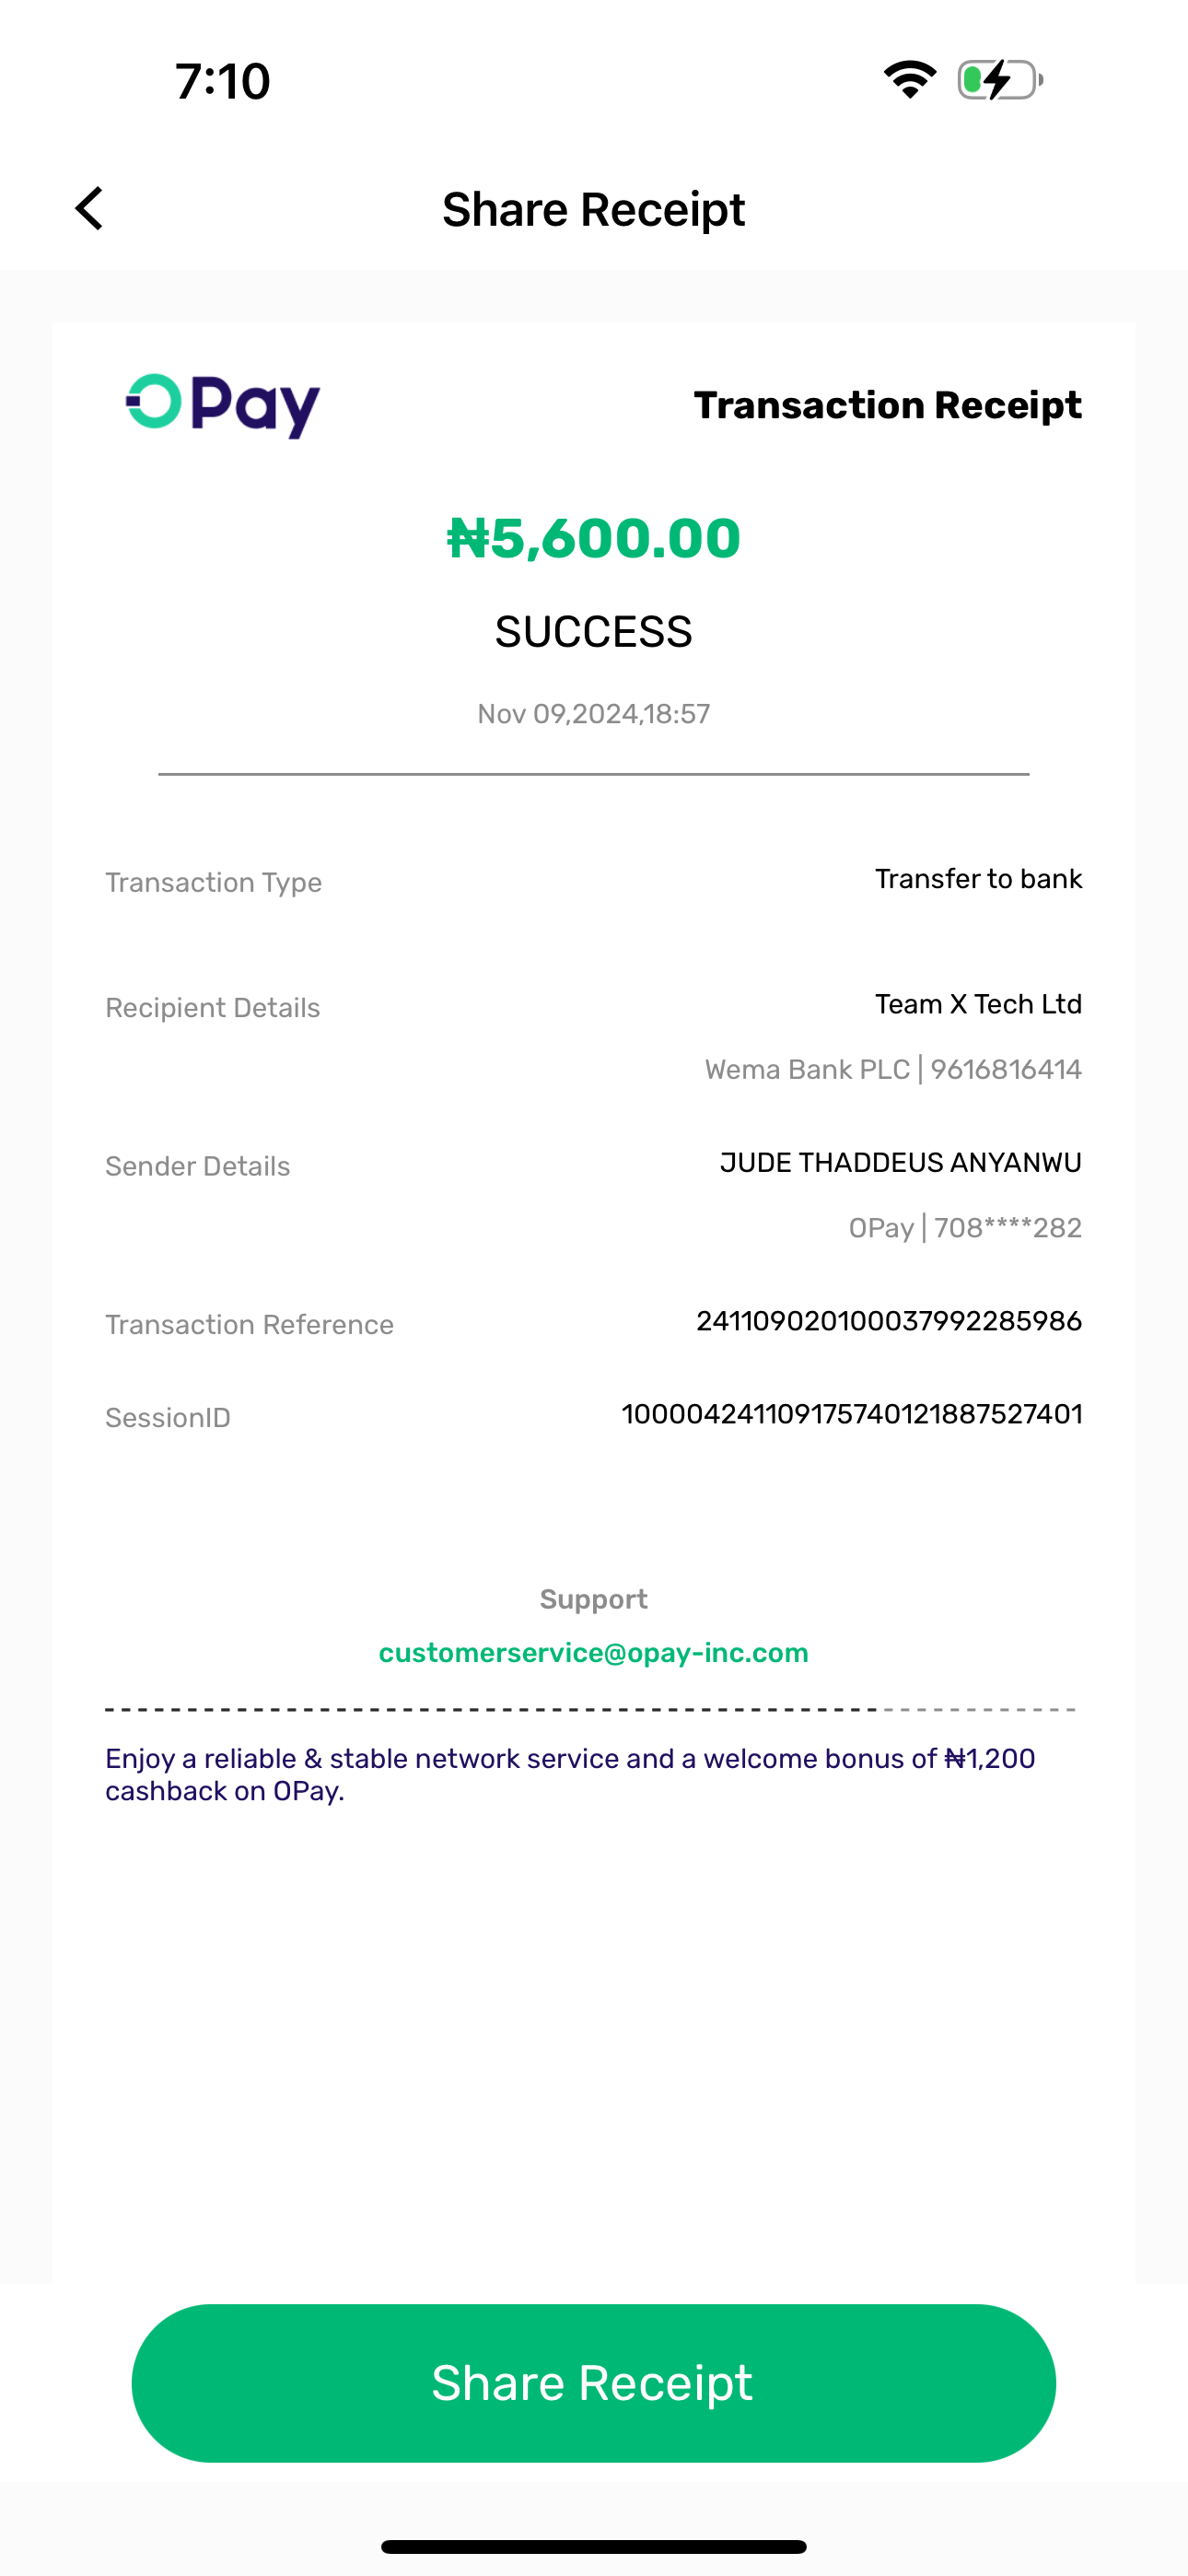 7:10
Share Receipt
OPay
Transaction Receipt
₦5,600.00
SUCCESS
Nov 09,2024,18:57
Transaction Type
Transfer to bank
Recipient Details
Team X Tech Ltd
Wema Bank PLC | 9616816414
Sender Details
JUDE THADDEUS ANYANWU
OPay | 708****282
Transaction Reference
241109020100037992285986
SessionID
100004241109175740121887527401
Support
customerservice@opay-inc.com
Enjoy a reliable & stable network service and a welcome bonus of ₦1,200
cashback on OPay.
Share Receipt